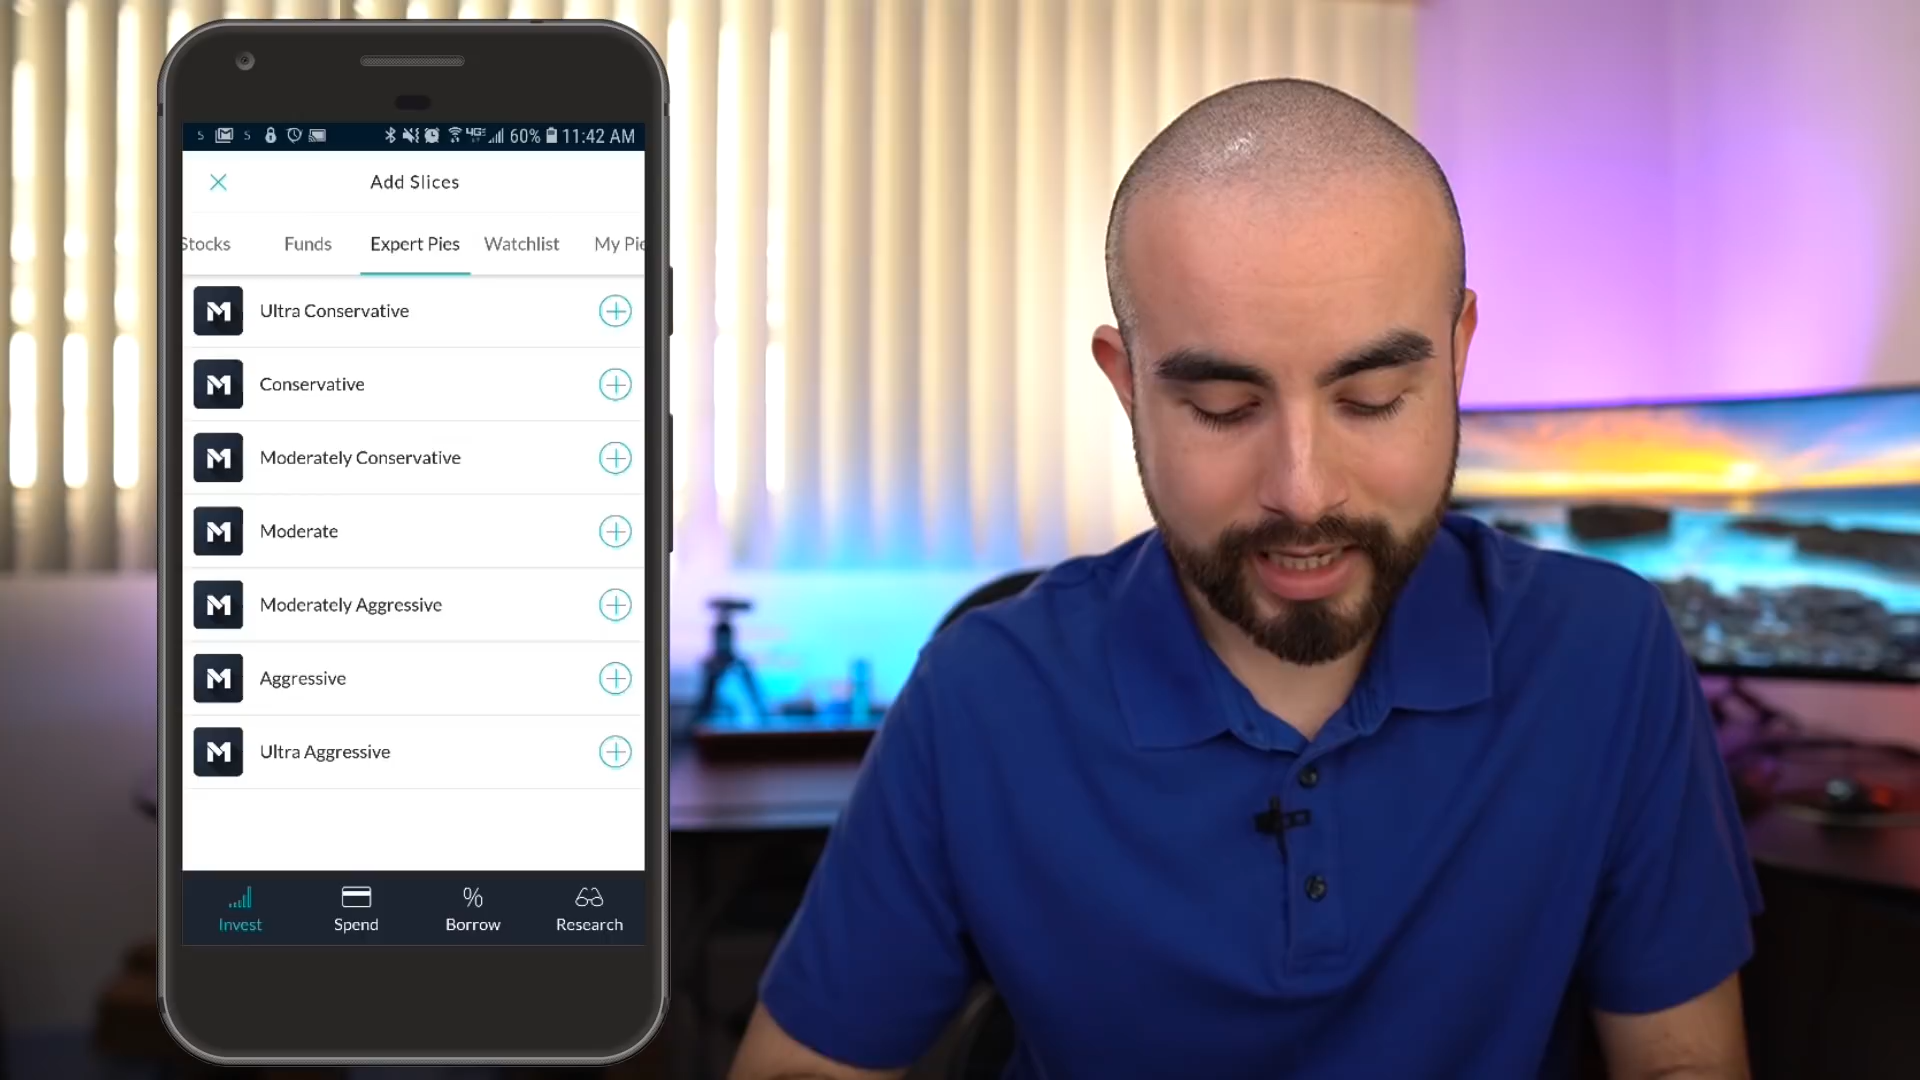 60% 11:42 AM
Add Slices
Stocks Funds Expert Pies Watchlist My Pie
Ultra Conservative
Conservative
Moderately Conservative
Moderate
Moderately Aggressive
Aggressive
Ultra Aggressive
Invest Spend Borrow Research